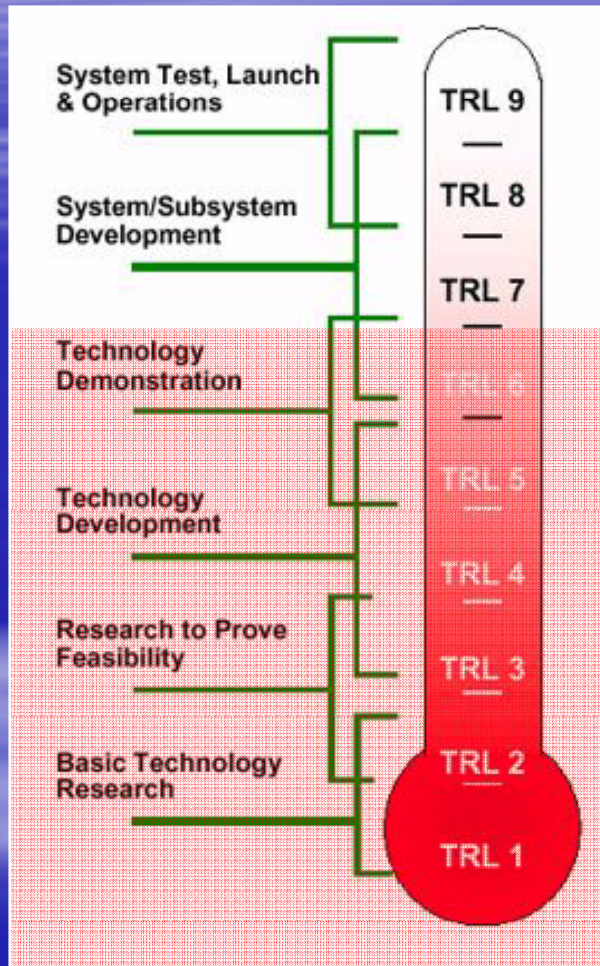 System Test, Launch
& Operations
System/Subsystem
Development
Technology
Demonstration
Technology
Development
Research to Prove
Feasibility
Basic Technology
Research
TRL 9
TRL 8
TRL 7
TRL 6
TRL 5
TRL 4
TRL 3
TRL 2
TRL 1